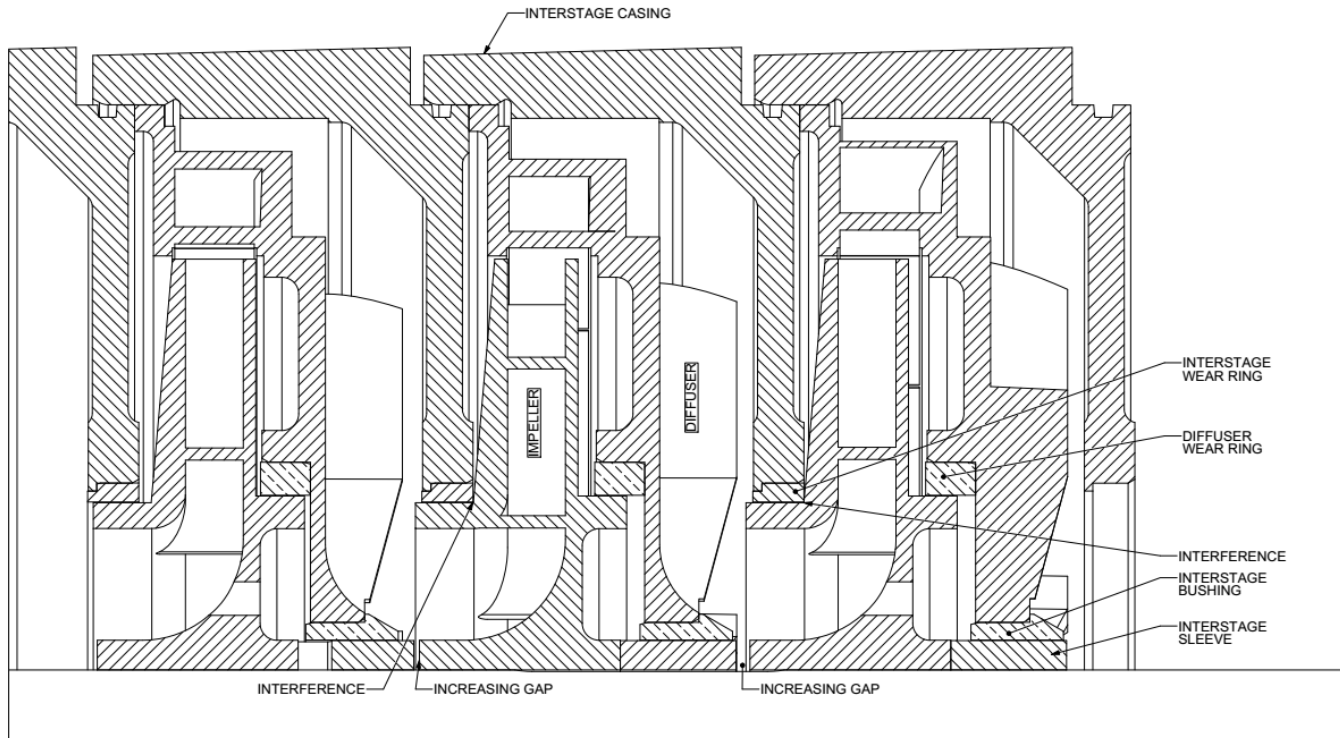 INTERSTAGE CASING
INTERSTAGE
WEAR RING
DIFFUSER
IMPELLER
DIFFUSER
WEAR RING
INTERFERENCE
INTERSTAGE
BUSHING
INTERSTAGE
SLEEVE
INTERFERENCE
INCREASING GAP
INCREASING GAP